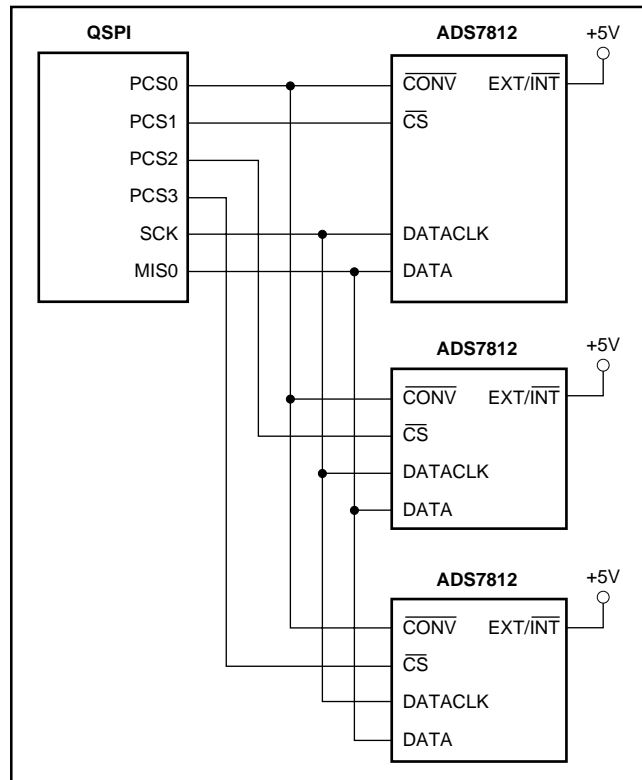 QSPI
PCS0
PCS1
PCS2
PCS3
SCK
MIS0
ADS7812
+5V
CONV EXT/INT
CS
DATACLK
DATA
ADS7812
+5V
CONV EXT/INT
CS
DATACLK
DATA
ADS7812
+5V
CONV EXT/INT
CS
DATACLK
DATA